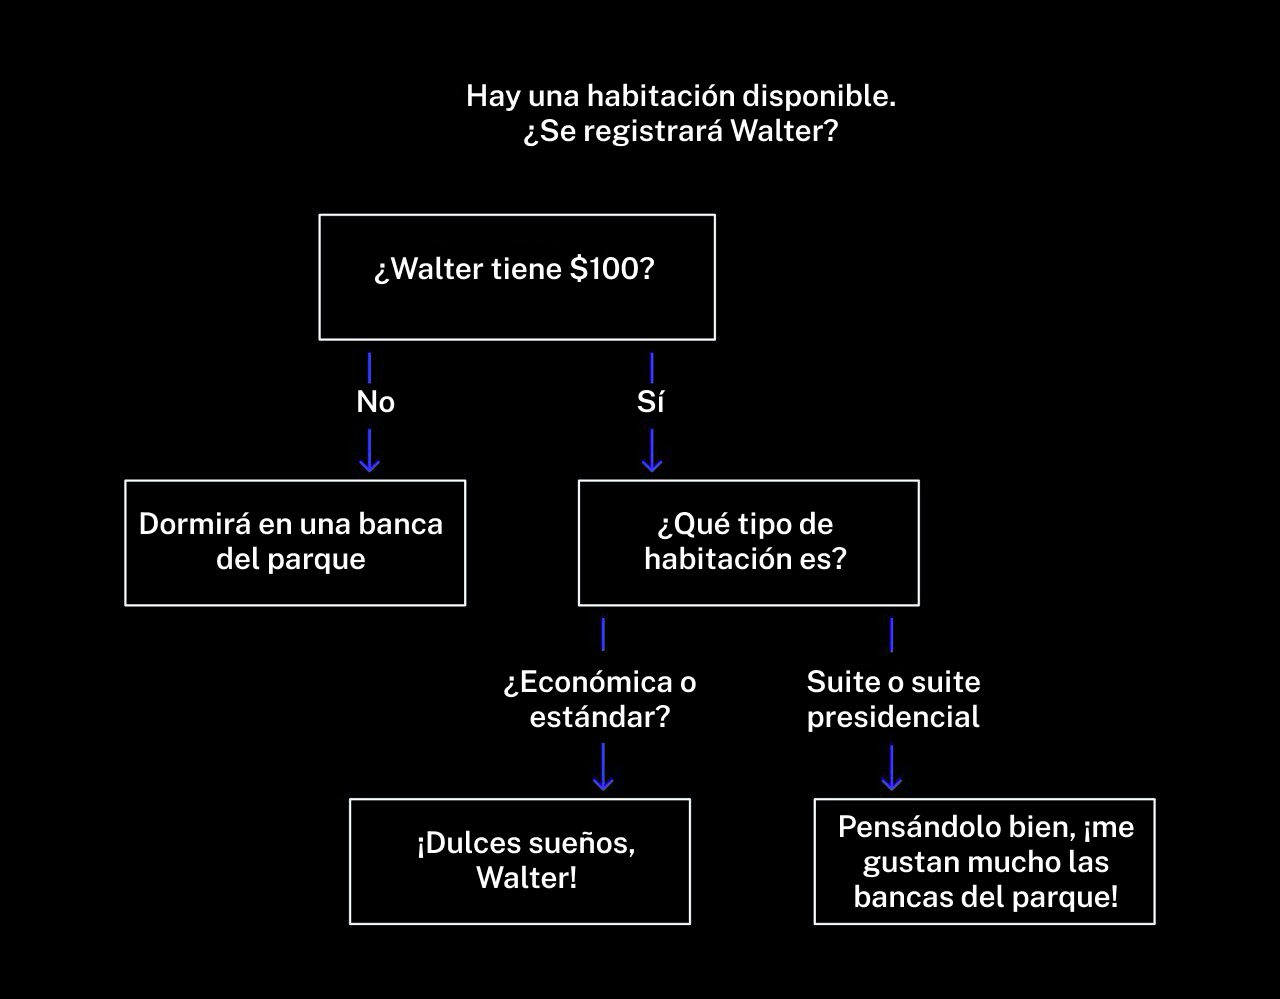 Hay una habitación disponible.
¿Se registrará Walter?
¿Walter tiene $100?
No
Sí
Dormirá en una banca
del parque
¿Qué tipo de
habitación es?
¿Económica o
estándar?
Suite o suite
presidencial
¡Dulces sueños,
Walter!
Pensándolo bien, ¡me
gustan mucho las
bancas del parque!